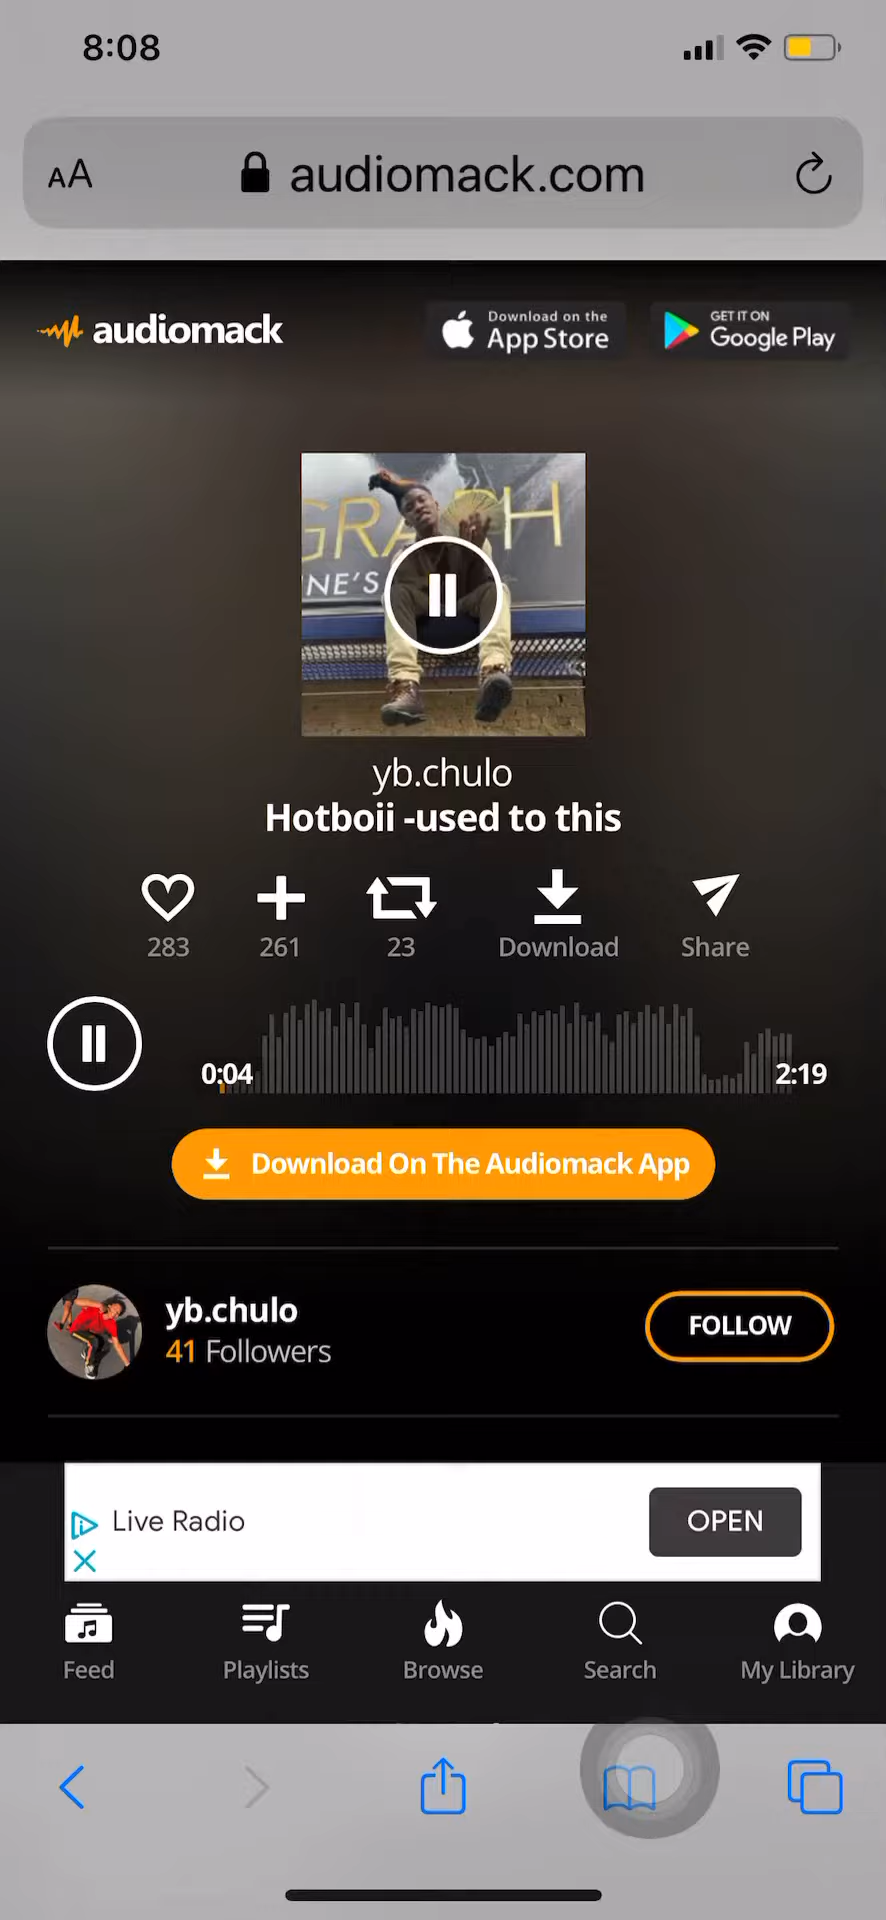 8:08
AA audiomack.com
audiomack
Download on the
App Store
GET IT ON
Google Play
GRAPH
NE'S
yb.chulo
Hotboii -used to this
283
261
23
Download
Share
0:04
2:19
Download On The Audiomack App
yb.chulo
41 Followers
FOLLOW
Live Radio
OPEN
Feed
Playlists
Browse
Search
My Library